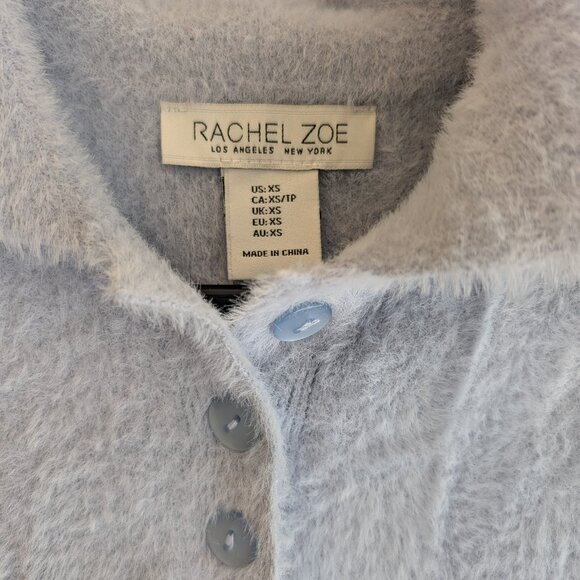 RACHEL ZOE
LOS ANGELES NEW YORK
US:XS
CA:XS/TP
UK:XS
EU:XS
AU:XS
MADE IN CHINA